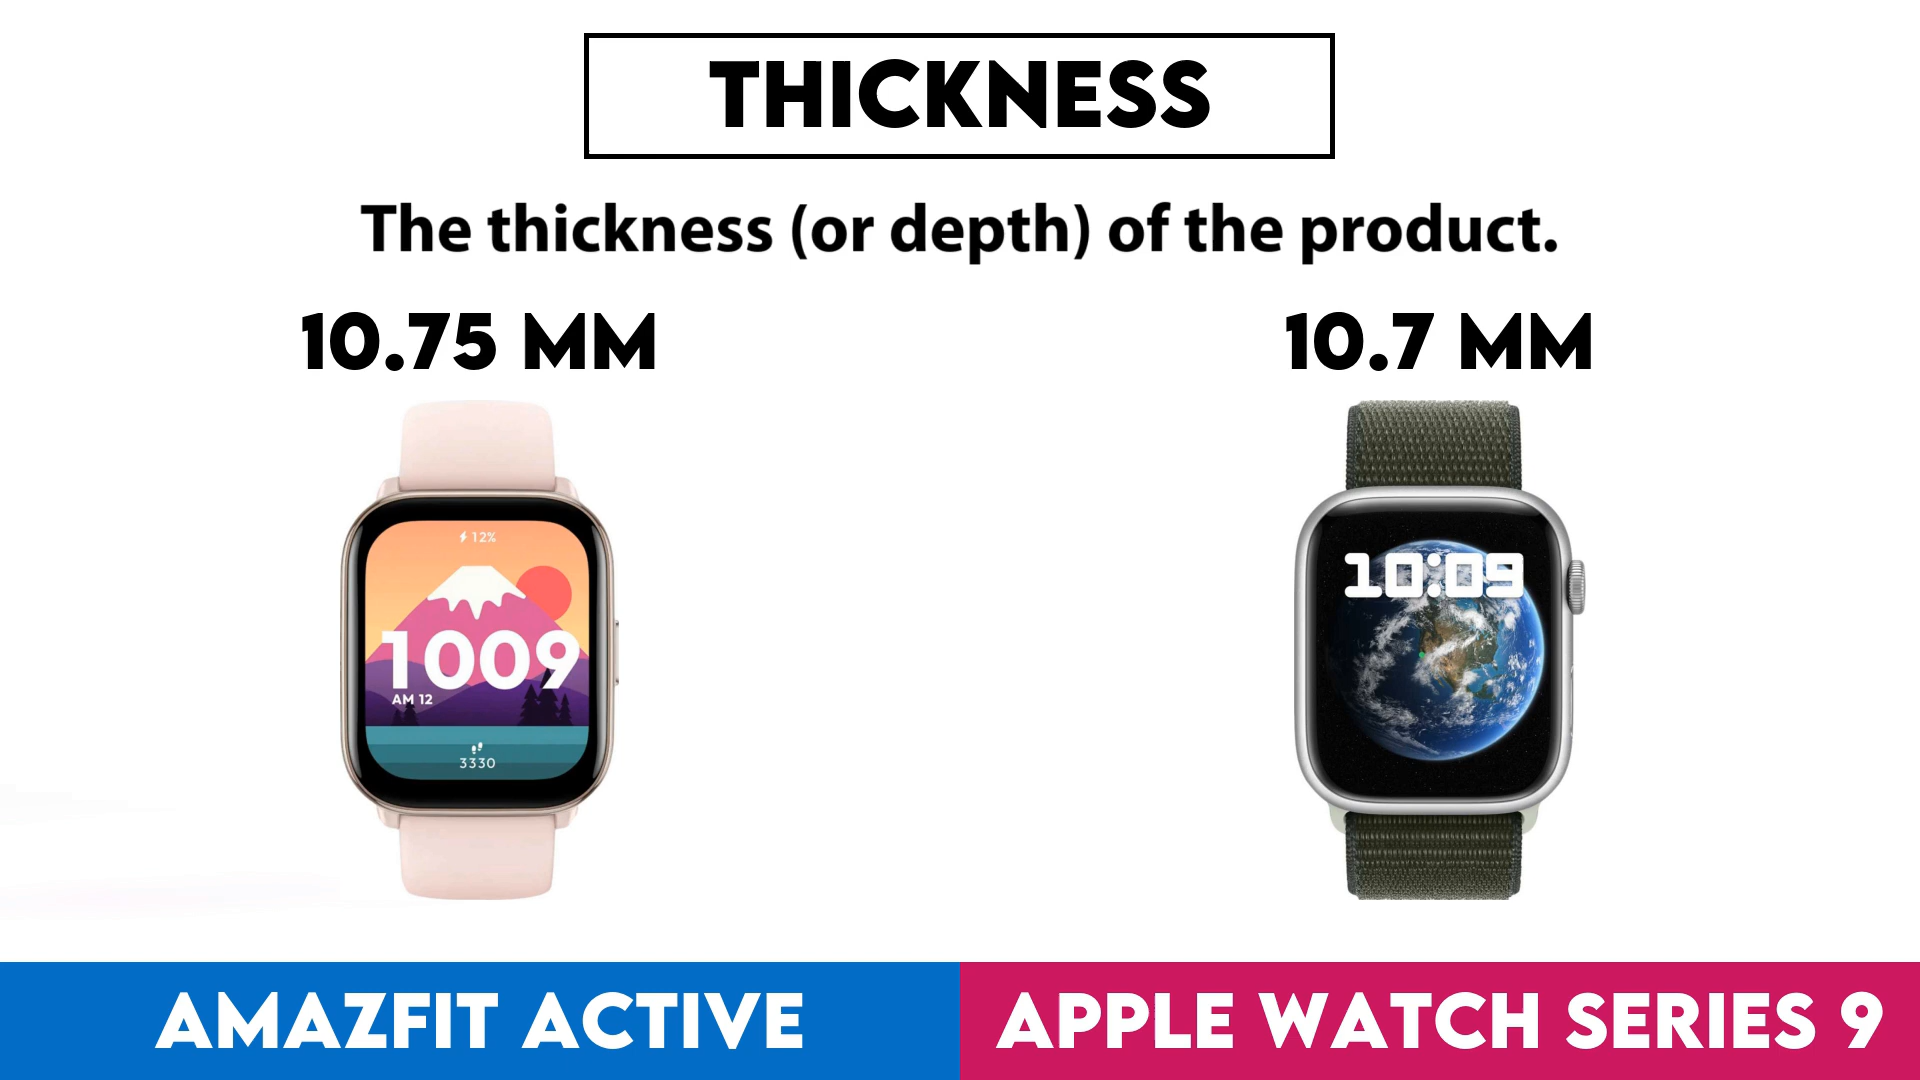 THICKNESS
The thickness (or depth) of the product.
10.75 MM
10.7 MM
12%
1009
AM 12
3330
10:09
AMAZFIT ACTIVE
APPLE WATCH SERIES 9